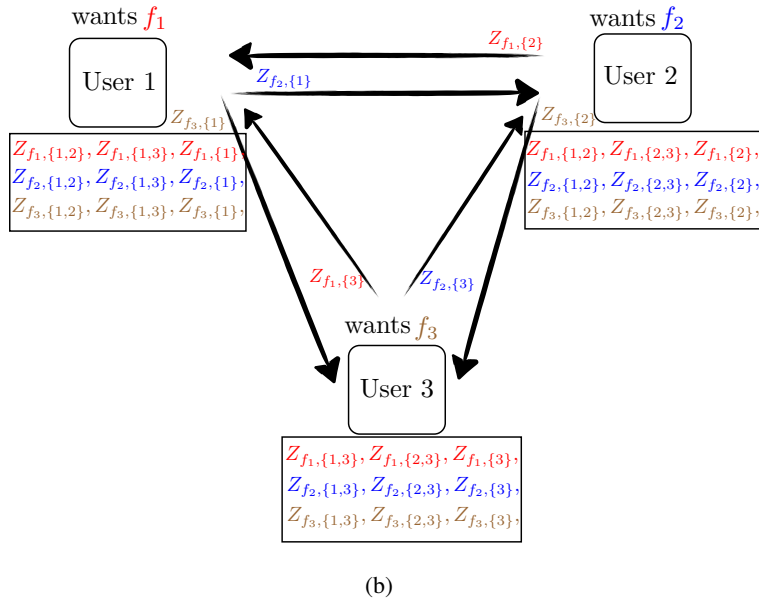 wants f₁
wants f₂
User 1
User 2
Z_{f₁,{2}}
Z_{f₂,{1}}
Z_{f₃,{1}}
Z_{f₃,{2}}
Z_{f₁,{1,2}}, Z_{f₁,{1,3}}, Z_{f₁,{1}},
Z_{f₂,{1,2}}, Z_{f₂,{1,3}}, Z_{f₂,{1}},
Z_{f₃,{1,2}}, Z_{f₃,{1,3}}, Z_{f₃,{1}},
Z_{f₁,{1,2}}, Z_{f₁,{2,3}}, Z_{f₁,{2}},
Z_{f₂,{1,2}}, Z_{f₂,{2,3}}, Z_{f₂,{2}},
Z_{f₃,{1,2}}, Z_{f₃,{2,3}}, Z_{f₃,{2}},
Z_{f₁,{3}}
Z_{f₂,{3}}
wants f₃
User 3
Z_{f₁,{1,3}}, Z_{f₁,{2,3}}, Z_{f₁,{3}},
Z_{f₂,{1,3}}, Z_{f₂,{2,3}}, Z_{f₂,{3}},
Z_{f₃,{1,3}}, Z_{f₃,{2,3}}, Z_{f₃,{3}},
(b)